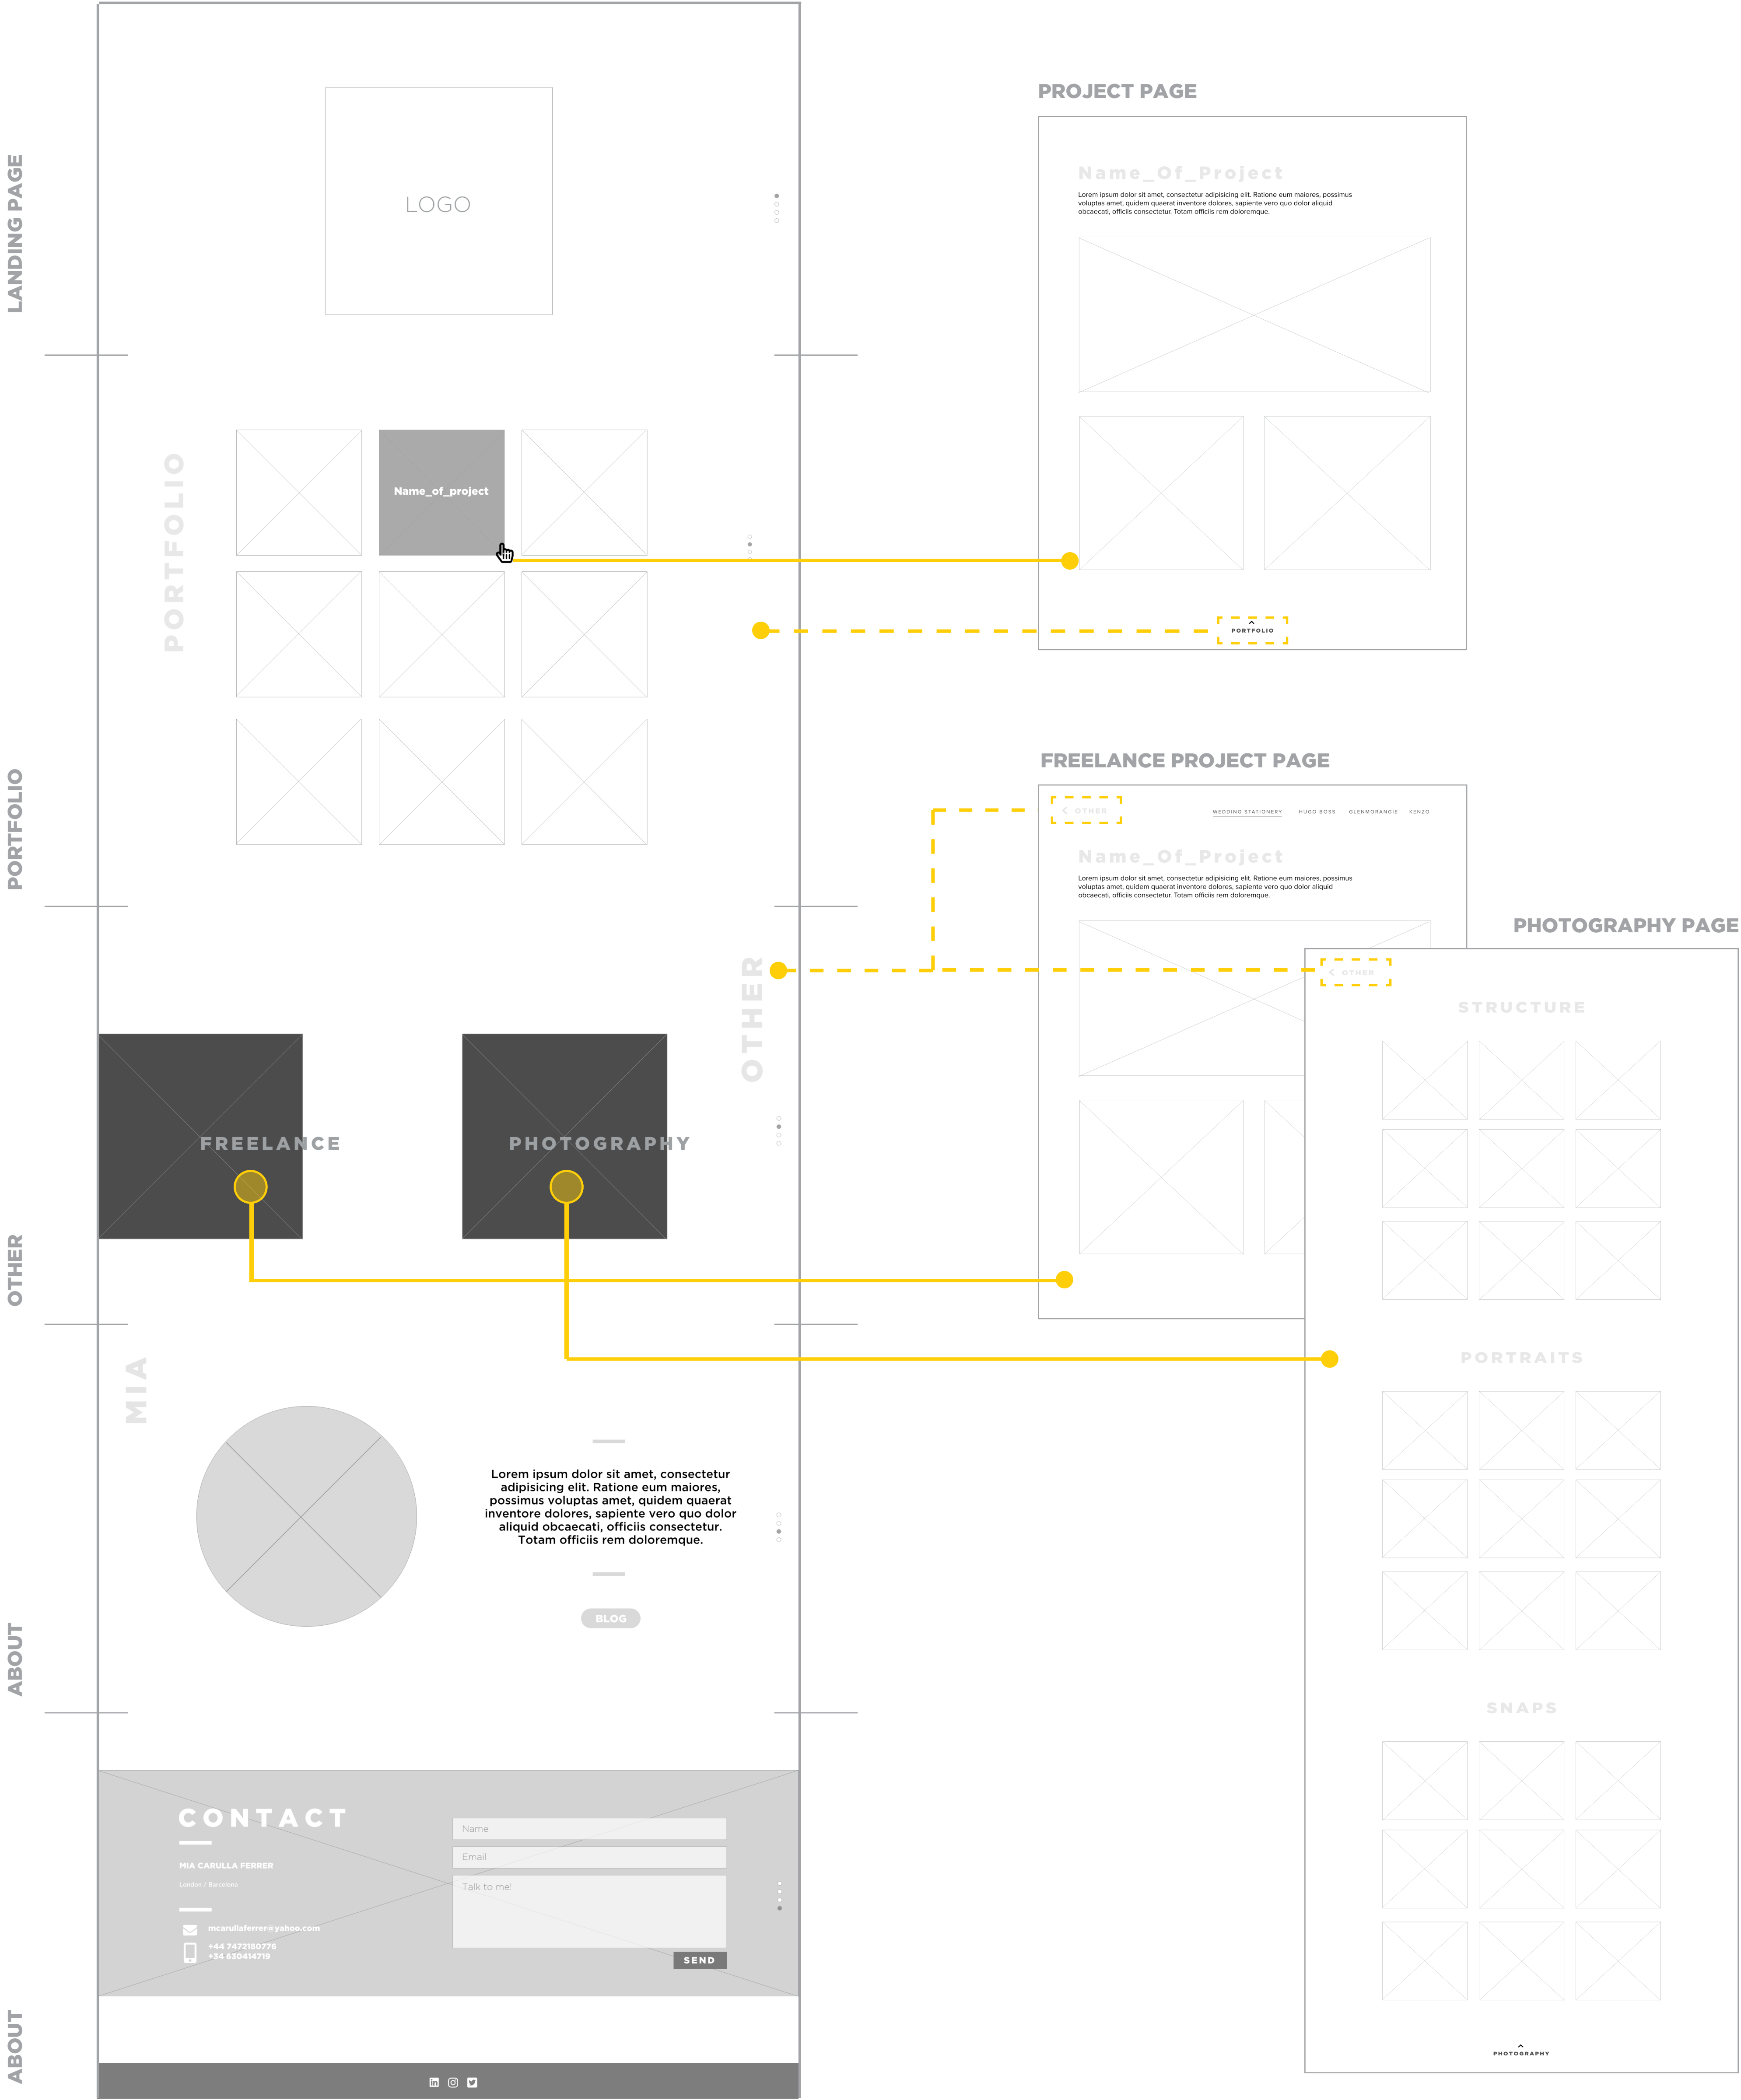 LANDING PAGE
LOGO
PORTFOLIO
PORTFOLIO
Name_of_project
OTHER
OTHER
FREELANCE
PHOTOGRAPHY
ABOUT
MIA
Lorem ipsum dolor sit amet, consectetur
adipisicing elit. Ratione eum maiores,
possimus voluptas amet, quidem quaerat
inventore dolores, sapiente vero quo dolor
aliquid obcaecati, officiis consectetur.
Totam officiis rem doloremque.
BLOG
ABOUT
CONTACT
MIA CARULLA FERRER
London / Barcelona
mcarullaferrer@yahoo.com
+44 7472180776
+34 630414719
Name
Email
Talk to me!
SEND
PROJECT PAGE
Name_Of_Project
Lorem ipsum dolor sit amet, consectetur adipisicing elit. Ratione eum maiores, possimus
voluptas amet, quidem quaerat inventore dolores, sapiente vero quo dolor aliquid
obcaecati, officiis consectetur. Totam officiis rem doloremque.
PORTFOLIO
FREELANCE PROJECT PAGE
OTHER
WEDDING STATIONERY HUGO BOSS GLENMORANGIE KENZO
Name_Of_Project
Lorem ipsum dolor sit amet, consectetur adipisicing elit. Ratione eum maiores, possimus
voluptas amet, quidem quaerat inventore dolores, sapiente vero quo dolor aliquid
obcaecati, officiis consectetur. Totam officiis rem doloremque.
PHOTOGRAPHY PAGE
OTHER
STRUCTURE
PORTRAITS
SNAPS
PHOTOGRAPHY